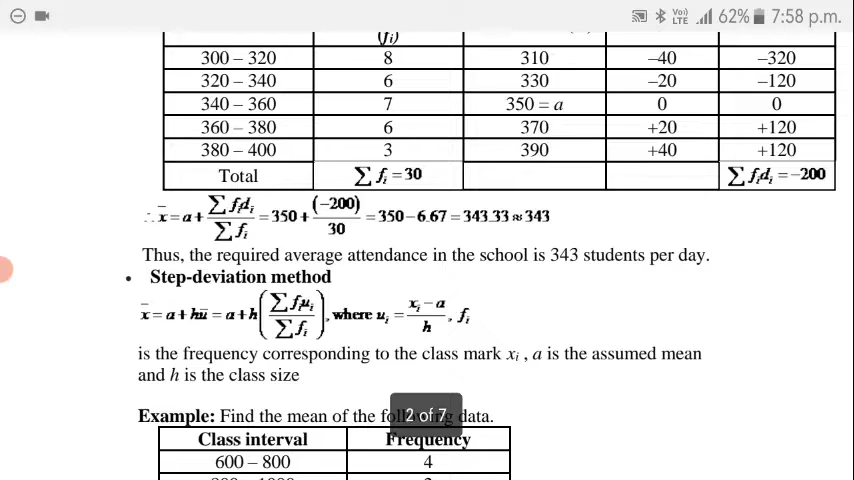 Vo))
LTE
62%
7:58 p.m.
(fi)
300 – 320 8 310 –40 –320
320 – 340 6 330 –20 –120
340 – 360 7 350 = a 0 0
360 – 380 6 370 +20 +120
380 – 400 3 390 +40 +120
Total ∑ fi = 30 ∑ fidi = –200
∴ x̄ = a + ∑ fidi / ∑ fi = 350 + (–200) / 30 = 350 – 6.67 = 343.33 ≈ 343
Thus, the required average attendance in the school is 343 students per day.
• Step-deviation method
x̄ = a + hū = a + h(∑ fiui / ∑ fi), where ui = xi – a / h, fi
is the frequency corresponding to the class mark xi , a is the assumed mean
and h is the class size
2 of 7
Example: Find the mean of the following data.
Class interval Frequency
600 – 800 4